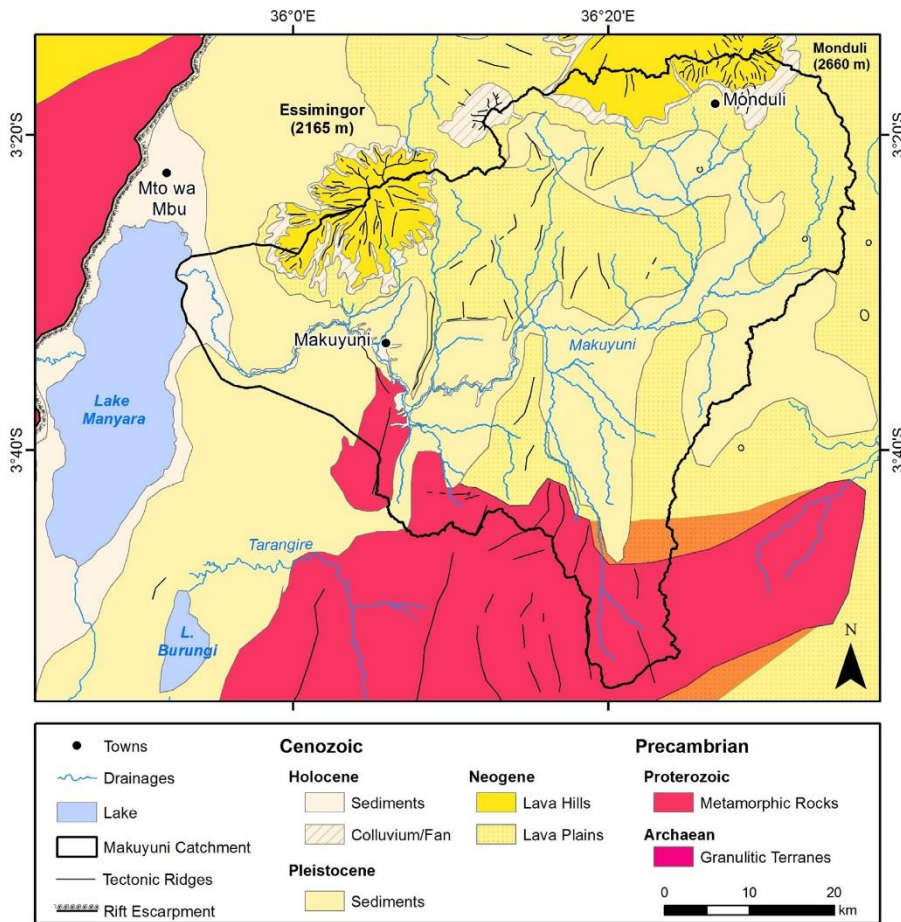 36°0'E
36°20'E
Monduli
(2660 m)
Essimingor
(2165 m)
Monduli
3°20'S
3°20'S
Mto wa
Mbu
Makuyuni
Makuyuni
Lake
Manyara
3°40'S
3°40'S
Tarangire
L.
Burungi
N
Towns
Drainages
Lake
Makuyuni Catchment
Tectonic Ridges
Rift Escarpment
Cenozoic
Holocene
Sediments
Colluvium/Fan
Pleistocene
Sediments
Neogene
Lava Hills
Lava Plains
Precambrian
Proterozoic
Metamorphic Rocks
Archaean
Granulitic Terranes
0 10 20
km